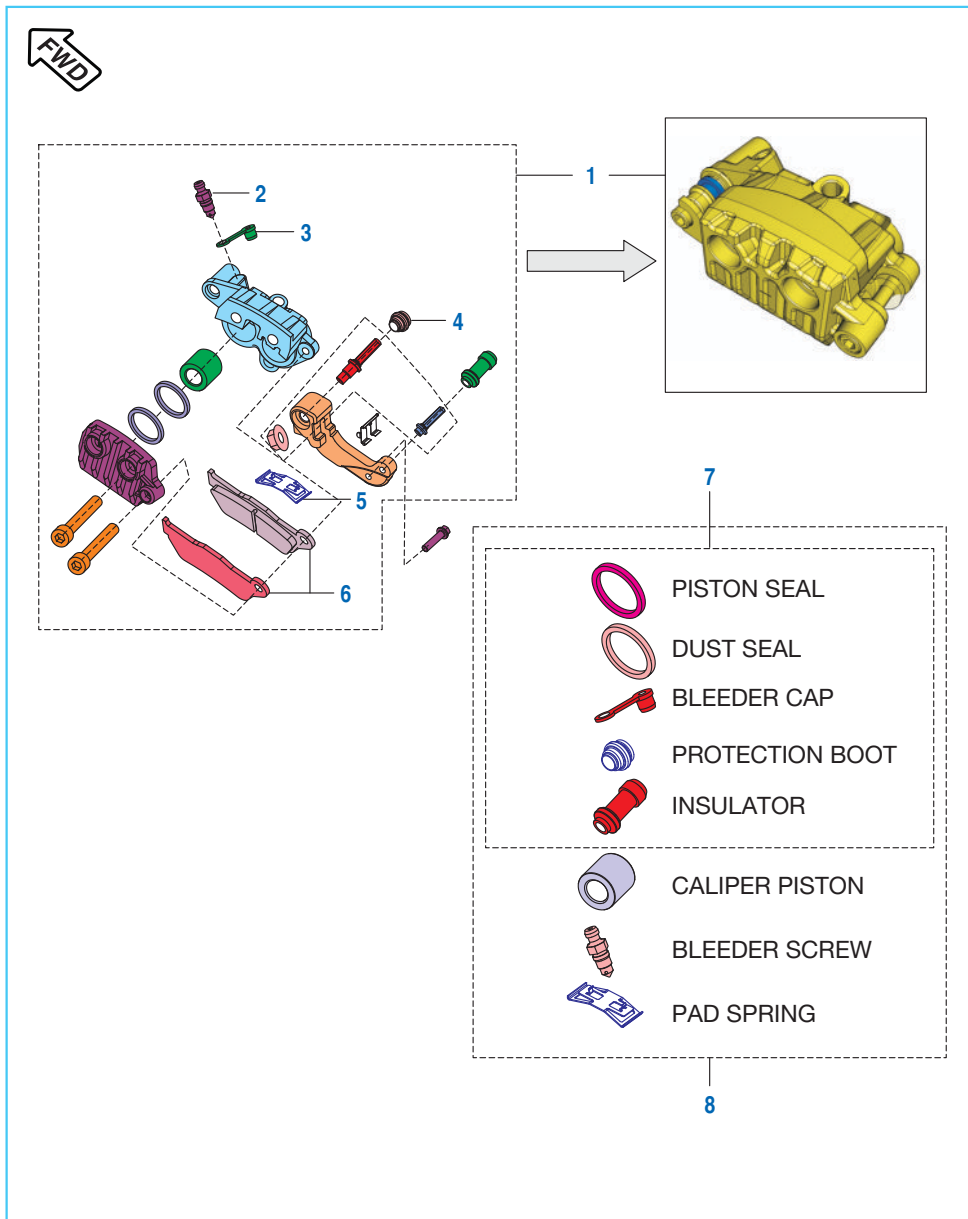 FWD
1
2
3
4
5
6
7
PISTON SEAL
DUST SEAL
BLEEDER CAP
PROTECTION BOOT
INSULATOR
CALIPER PISTON
BLEEDER SCREW
PAD SPRING
8